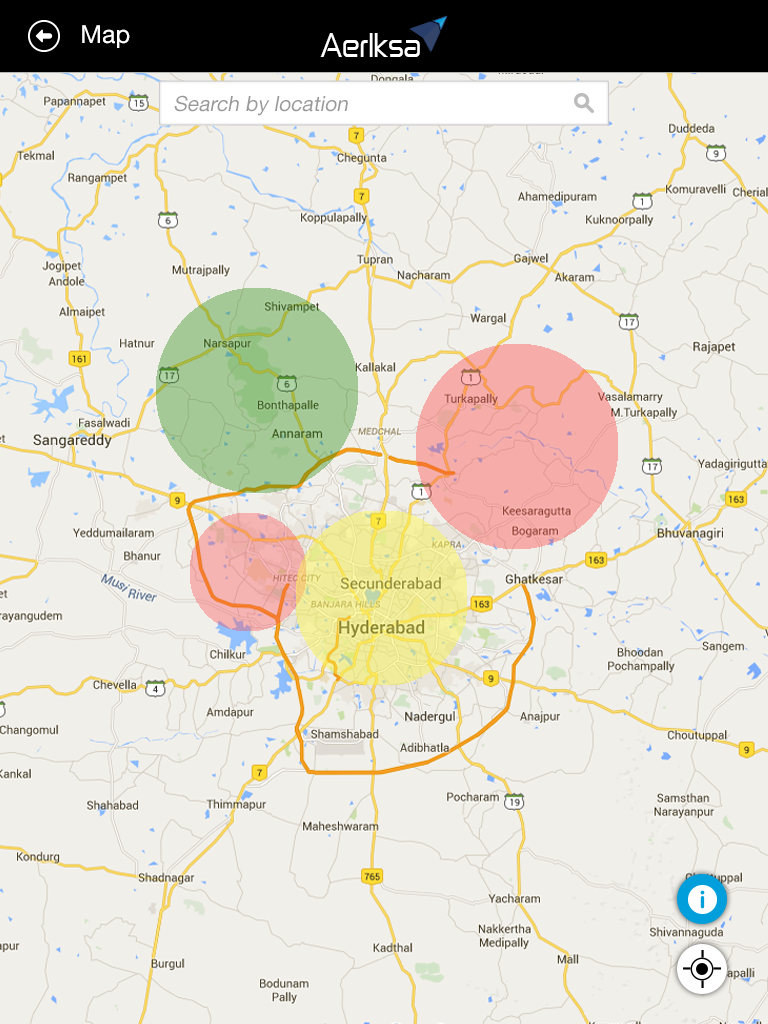 Map
AerIksa
Dongala
Papannapet
15
Search by location
Duddeda
7
Chegunta
9
Tekmal
Rangampet
7
Ahamedipuram
1
Komuravelli
Cherial
6
Koppulapally
Kuknoorpally
Jogipet
Mutrajpally
Tupran
Gajwel
Andole
Nacharam
Akaram
Almaipet
Shivampet
Wargal
17
Hatnur
Narsapur
Rajapet
161
17
6
Kallakal
1
Bonthapalle
Turkapally
Vasalamarry
M.Turkapally
Fasalwadi
Sangareddy
Annaram
MEDCHAL
17
Yadagirigutta
9
1
163
Keesaragutta
Yeddumailaram
7
Bogaram
Bhuvanagiri
Bhanur
KAPRA
163
HITEC CITY
Secunderabad
Ghatkesar
Musi River
BANJARA HILLS
163
rayangudem
Hyderabad
Chilkur
Bhoodan
Pochampally
Sangem
Chevella
4
9
Amdapur
Nadergul
Anajpur
Changomul
Shamshabad
Choutuppal
Adibhatla
9
Kankal
7
Shahabad
Thimmapur
Pocharam
19
Samsthan
Narayanpur
Maheshwaram
Kondurg
Shadnagar
765
Yacharam
Shivannaguda
Nakkertha
Medipally
Kadthal
Burgul
Mall
Bodunam
Pally